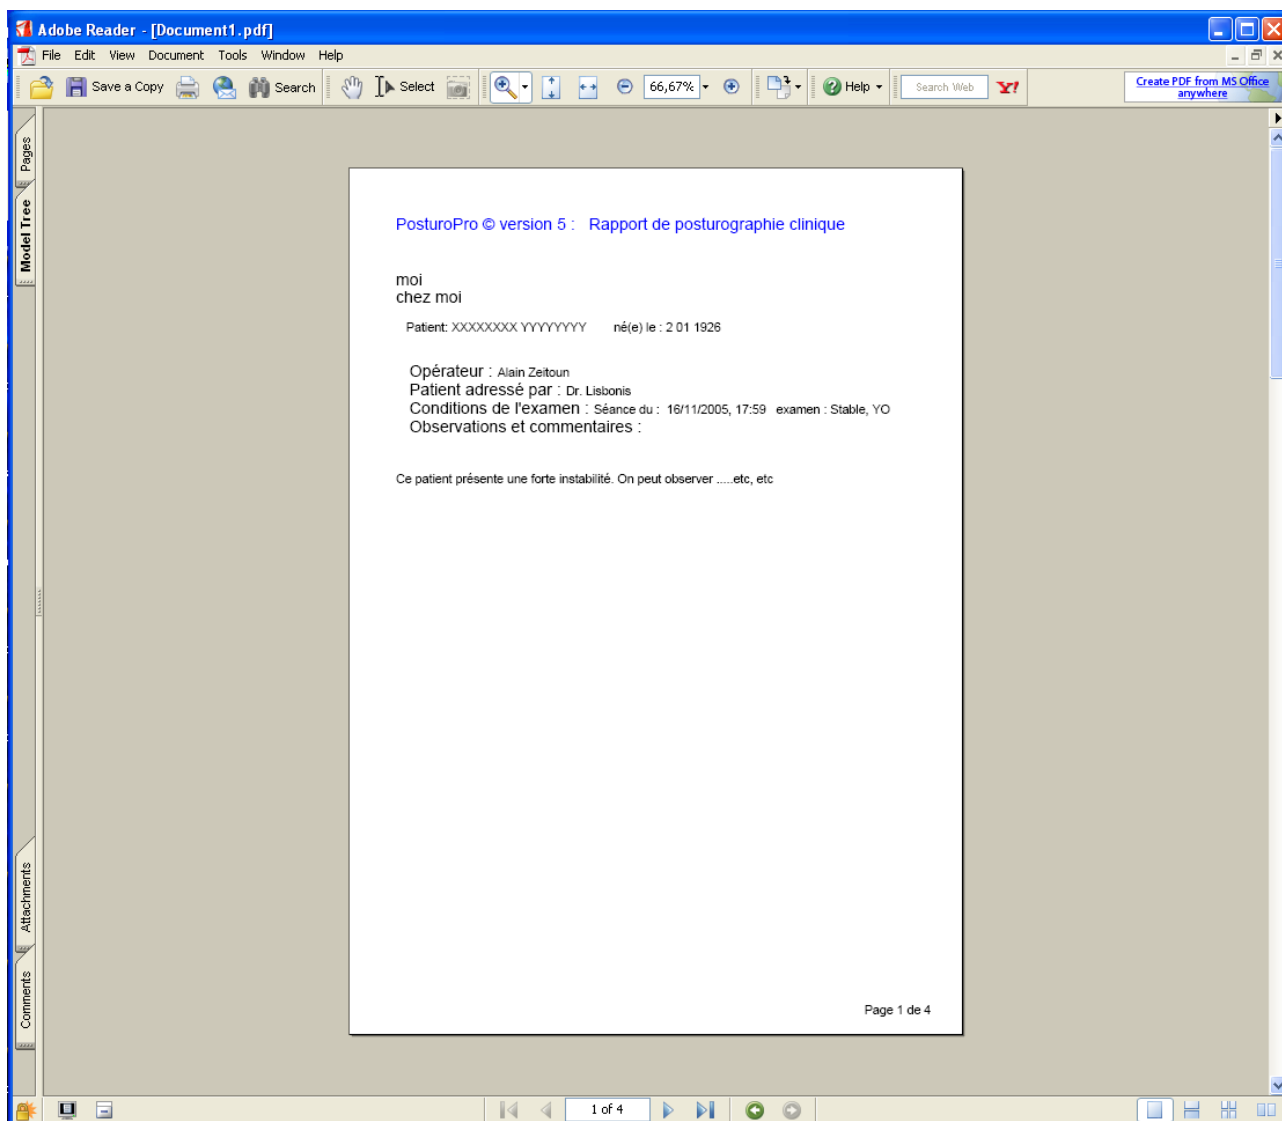 Adobe Reader - [Document1.pdf]
File Edit View Document Tools Window Help
Save a Copy Search Select 66,67% Help Search Web Y! Create PDF from MS Office
anywhere
Pages
Model Tree
PosturoPro © version 5 : Rapport de posturographie clinique
moi
chez moi
Patient: XXXXXXXX YYYYYYYY né(e) le : 2 01 1926
Opérateur : Alain Zeitoun
Patient adressé par : Dr. Lisbonis
Conditions de l'examen : Séance du : 16/11/2005, 17:59 examen : Stable, YO
Observations et commentaires :
Ce patient présente une forte instabilité. On peut observer .....etc, etc
Attachments
Comments
Page 1 de 4
1 of 4